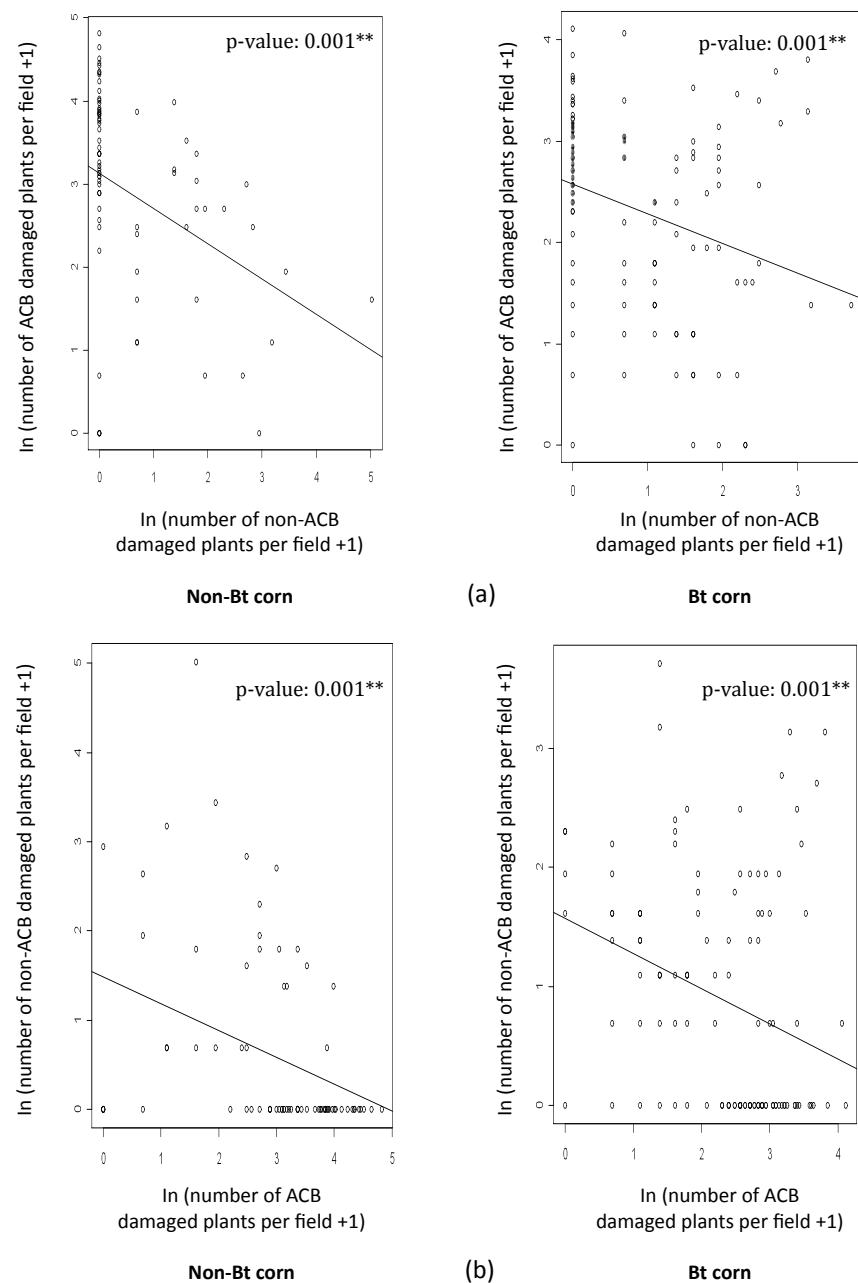 p-value: 0.001**
ln (number of ACB damaged plants per field +1)
0 1 2 3 4 5
0 1 2 3 4 5
ln (number of non-ACB
damaged plants per field +1)
Non-Bt corn
p-value: 0.001**
ln (number of ACB damaged plants per field +1)
0 1 2 3 4
0 1 2 3
ln (number of non-ACB
damaged plants per field +1)
Bt corn
(a)
p-value: 0.001**
ln (number of non-ACB damaged plants per field +1)
0 1 2 3 4 5
0 1 2 3 4 5
ln (number of ACB
damaged plants per field +1)
Non-Bt corn
p-value: 0.001**
ln (number of non-ACB damaged plants per field +1)
0 1 2 3
0 1 2 3 4
ln (number of ACB
damaged plants per field +1)
Bt corn
(b)